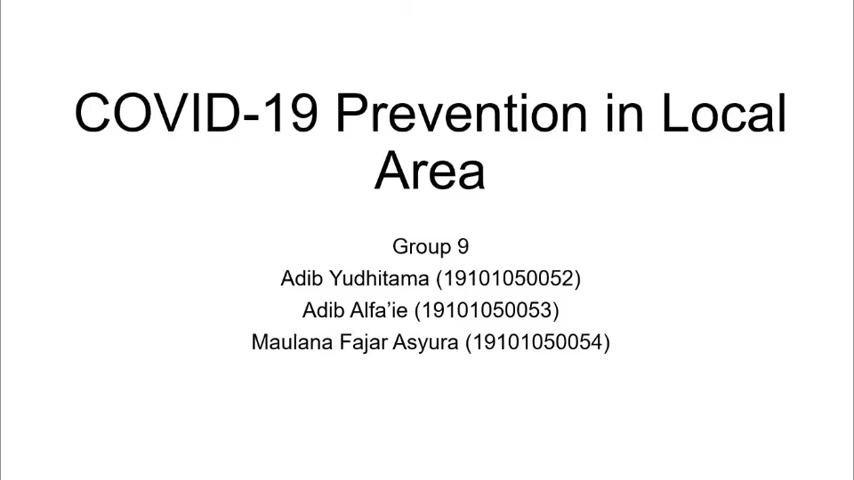 COVID-19 Prevention in Local
Area
Group 9
Adib Yudhitama (19101050052)
Adib Alfa’ie (19101050053)
Maulana Fajar Asyura (19101050054)